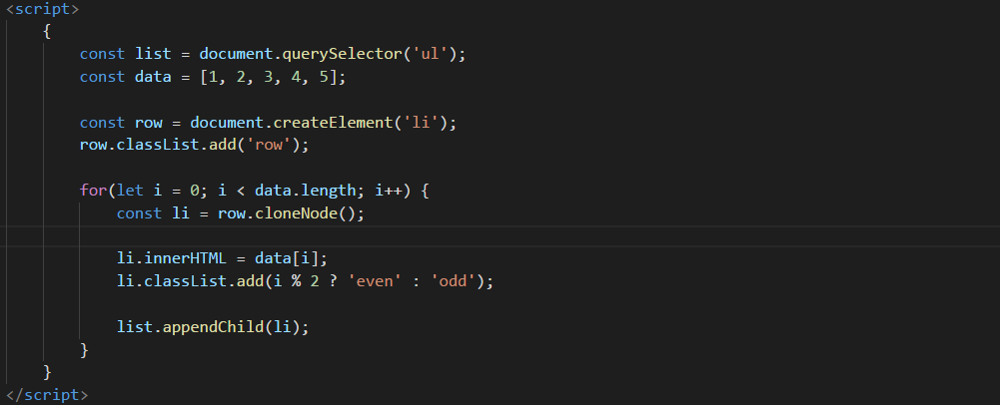 <script>
{
const list = document.querySelector('ul');
const data = [1, 2, 3, 4, 5];
const row = document.createElement('li');
row.classList.add('row');
for(let i = 0; i < data.length; i++) {
const li = row.cloneNode();
li.innerHTML = data[i];
li.classList.add(i % 2 ? 'even' : 'odd');
list.appendChild(li);
}
}
</script>